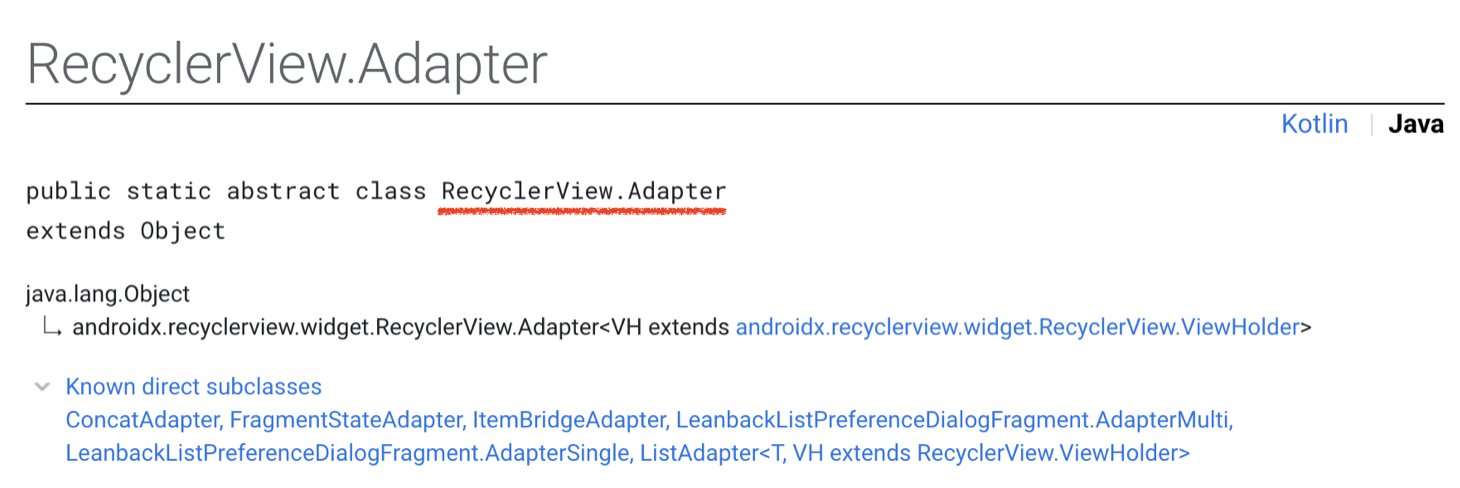 RecyclerView.Adapter
Kotlin | Java
public static abstract class RecyclerView.Adapter
extends Object
java.lang.Object
↳ androidx.recyclerview.widget.RecyclerView.Adapter<VH extends androidx.recyclerview.widget.RecyclerView.ViewHolder>
Known direct subclasses
ConcatAdapter, FragmentStateAdapter, ItemBridgeAdapter, LeanbackListPreferenceDialogFragment.AdapterMulti,
LeanbackListPreferenceDialogFragment.AdapterSingle, ListAdapter<T, VH extends RecyclerView.ViewHolder>